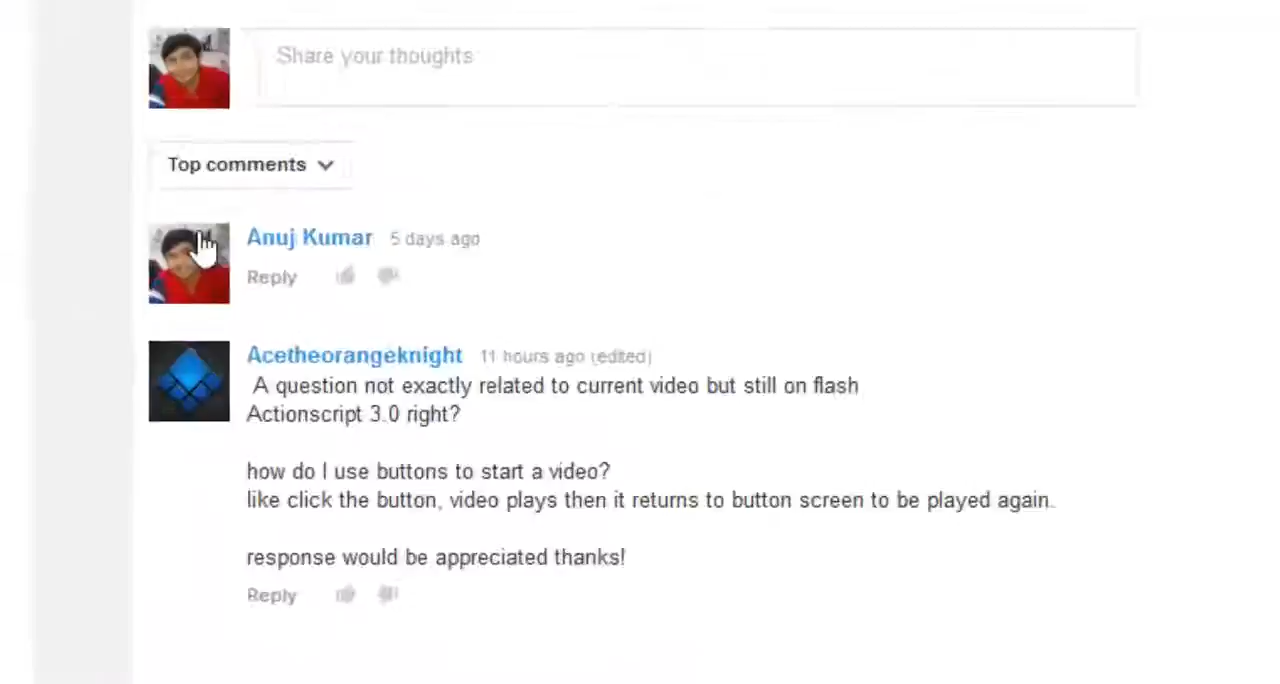 Share your thoughts
Top comments
Anuj Kumar 5 days ago
Reply
Acetheorangeknight 11 hours ago (edited)
A question not exactly related to current video but still on flash
Actionscript 3.0 right?
how do I use buttons to start a video?
like click the button, video plays then it returns to button screen to be played again.
response would be appreciated thanks!
Reply